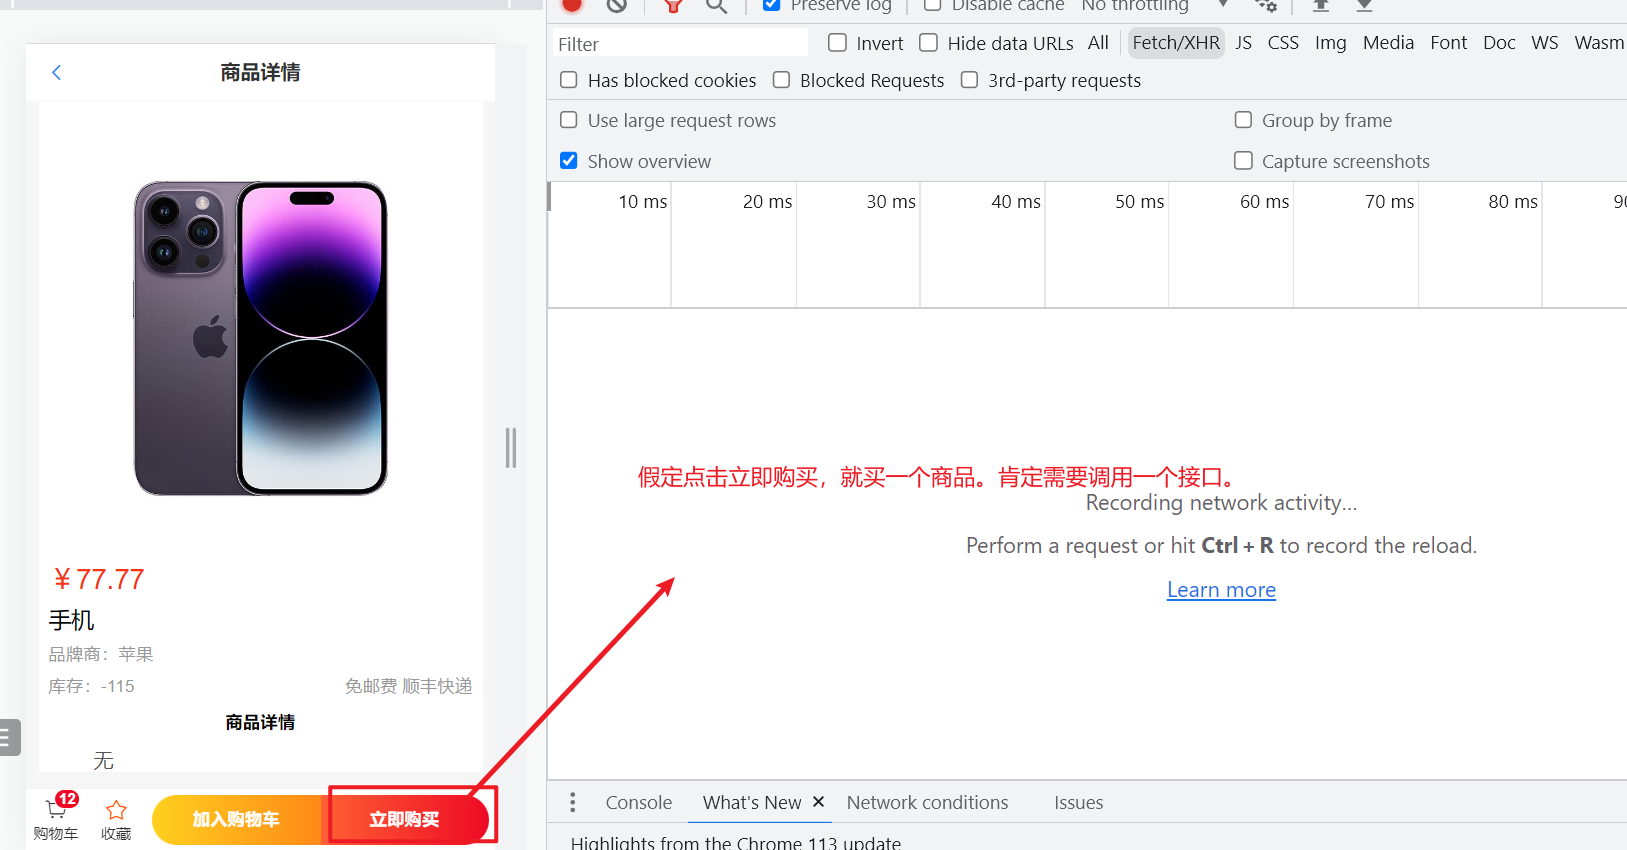 商品详情
￥77.77
手机
品牌商：苹果
库存：-115
免邮费 顺丰快递
商品详情
无
12
购物车
收藏
加入购物车
立即购买
Preserve log
Disable cache
No throttling
Filter
Invert
Hide data URLs
All
Fetch/XHR
JS
CSS
Img
Media
Font
Doc
WS
Wasm
Has blocked cookies
Blocked Requests
3rd-party requests
Use large request rows
Group by frame
Show overview
Capture screenshots
10 ms
20 ms
30 ms
40 ms
50 ms
60 ms
70 ms
80 ms
假定点击立即购买，就买一个商品。肯定需要调用一个接口。
Recording network activity…
Perform a request or hit Ctrl + R to record the reload.
Learn more
Console
What's New
Network conditions
Issues
Highlights from the Chrome 113 update